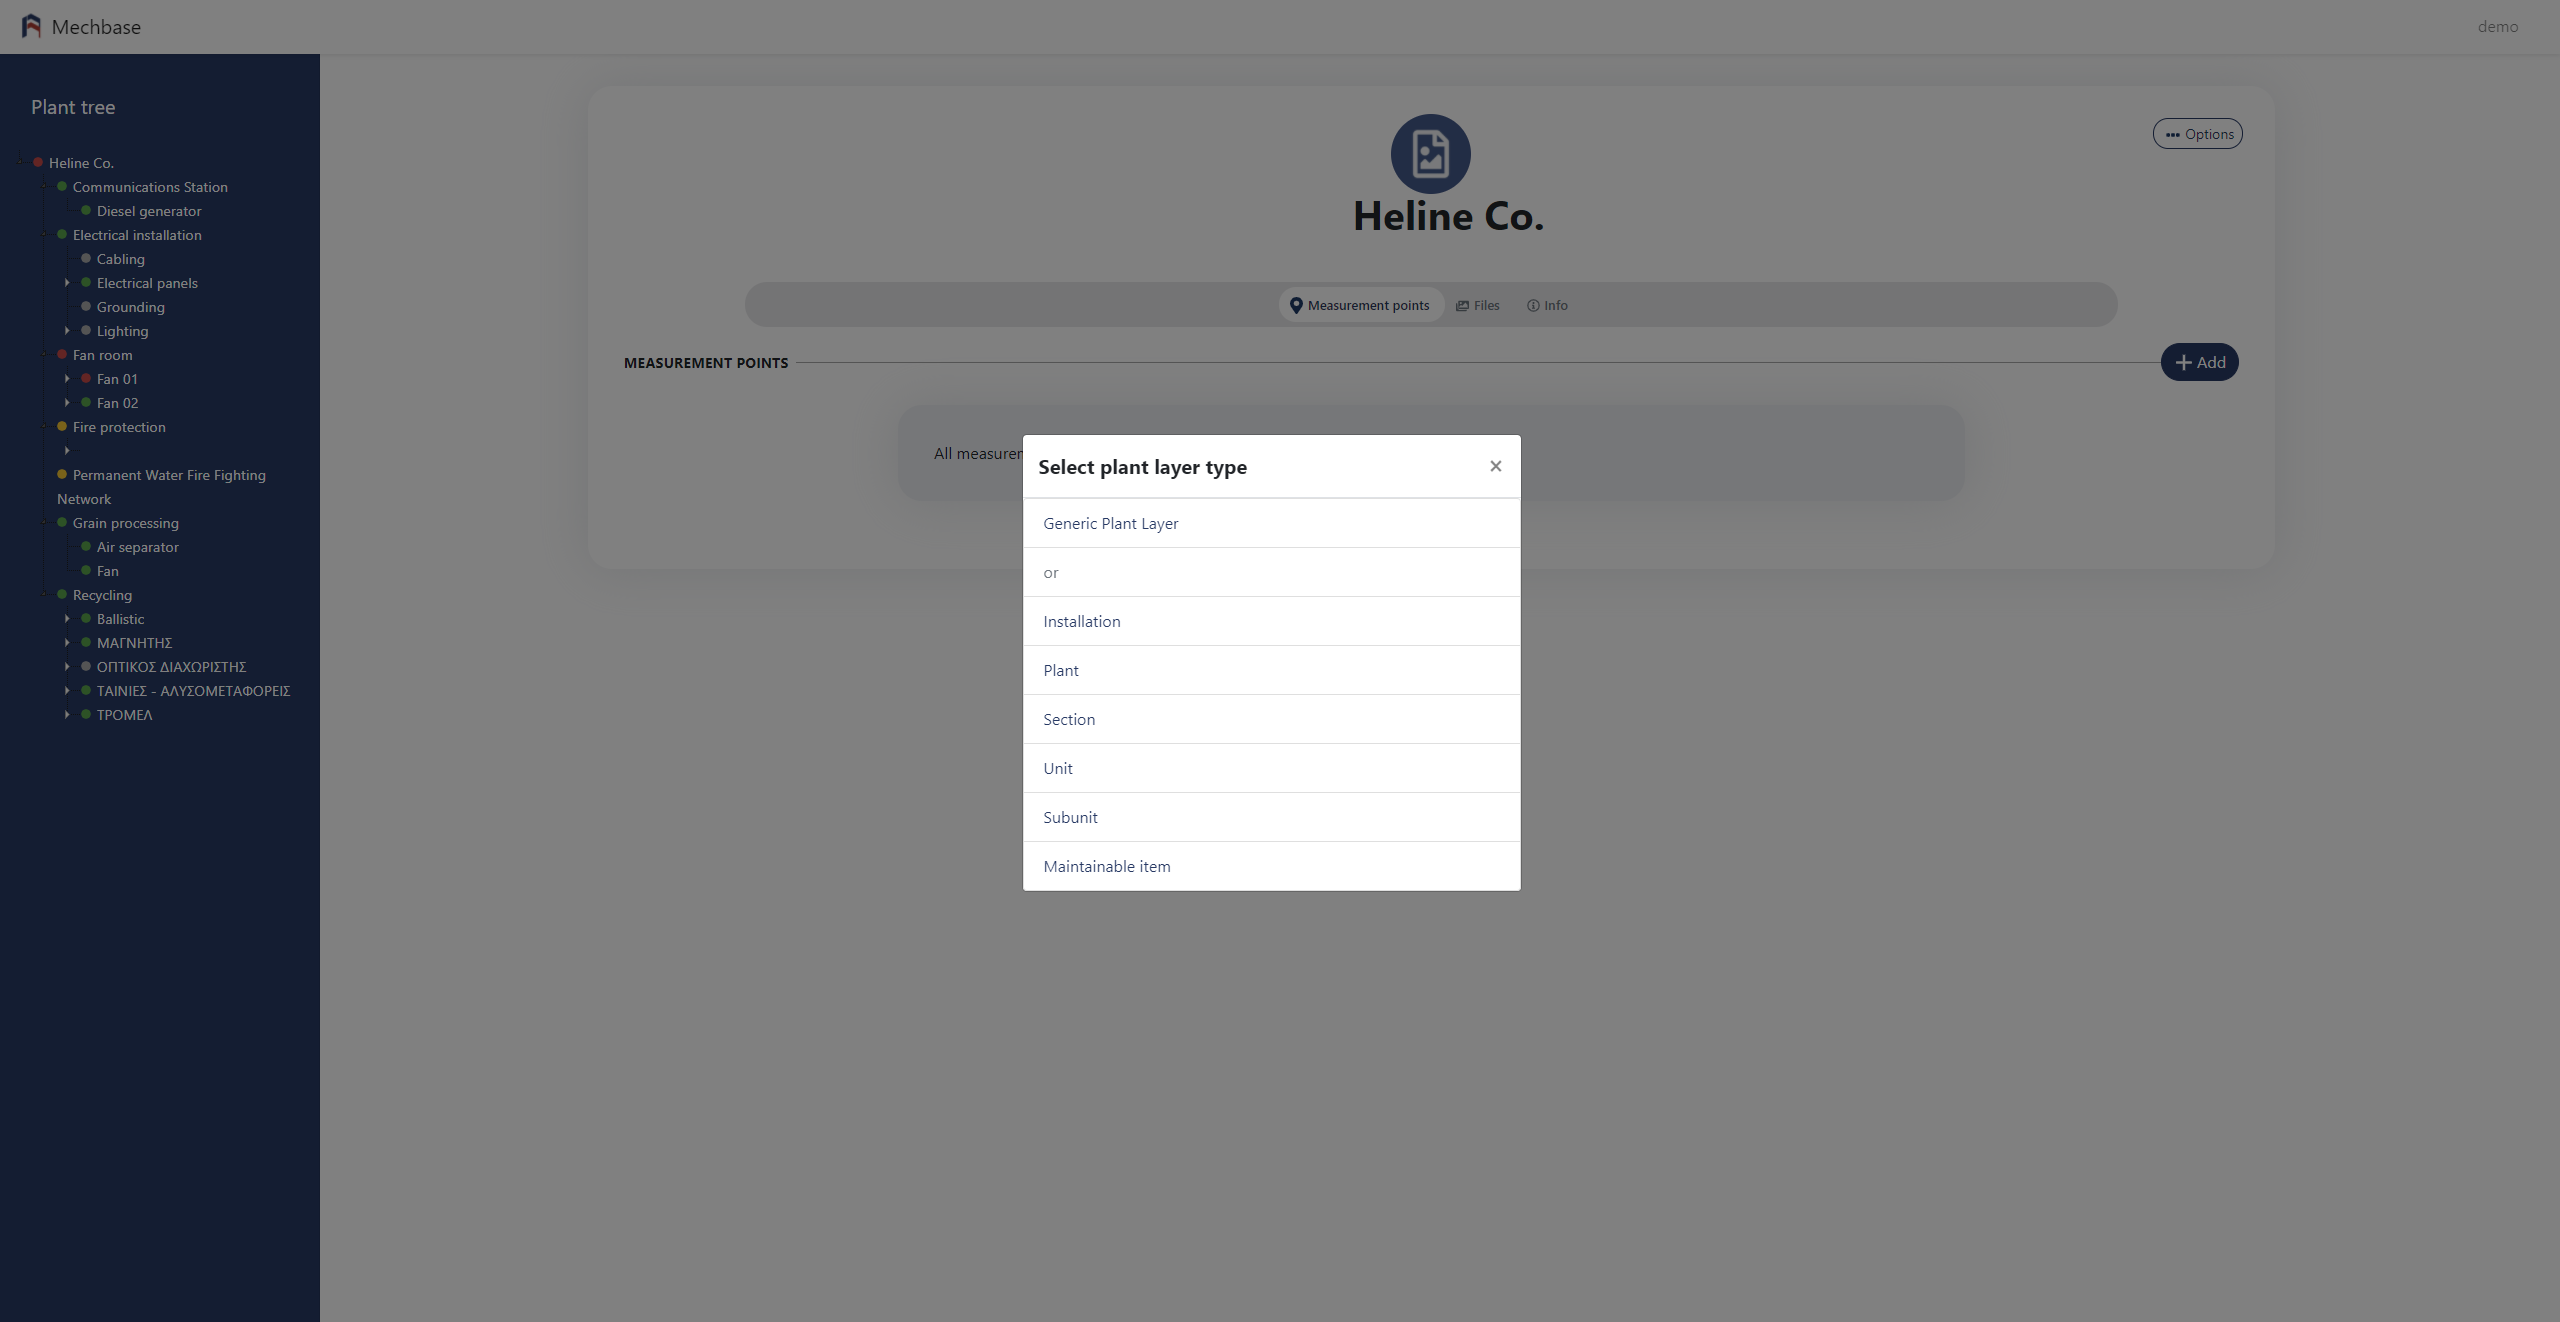 Mechbase
demo
Plant tree
Heline Co.
Communications Station
Diesel generator
Electrical installation
Cabling
Electrical panels
Grounding
Lighting
Fan room
Fan 01
Fan 02
Fire protection
Permanent Water Fire Fighting
Network
Grain processing
Air separator
Fan
Recycling
Ballistic
ΜΑΓΝΗΤΗΣ
ΟΠΤΙΚΟΣ ΔΙΑΧΩΡΙΣΤΗΣ
ΤΑΙΝΙΕΣ - ΑΛΥΣΟΜΕΤΑΦΟΡΕΙΣ
ΤΡΟΜΕΛ
Options
Heline Co.
Measurement points Files Info
MEASUREMENT POINTS
Add
All
Select plant layer type
×
Generic Plant Layer
or
Installation
Plant
Section
Unit
Subunit
Maintainable item